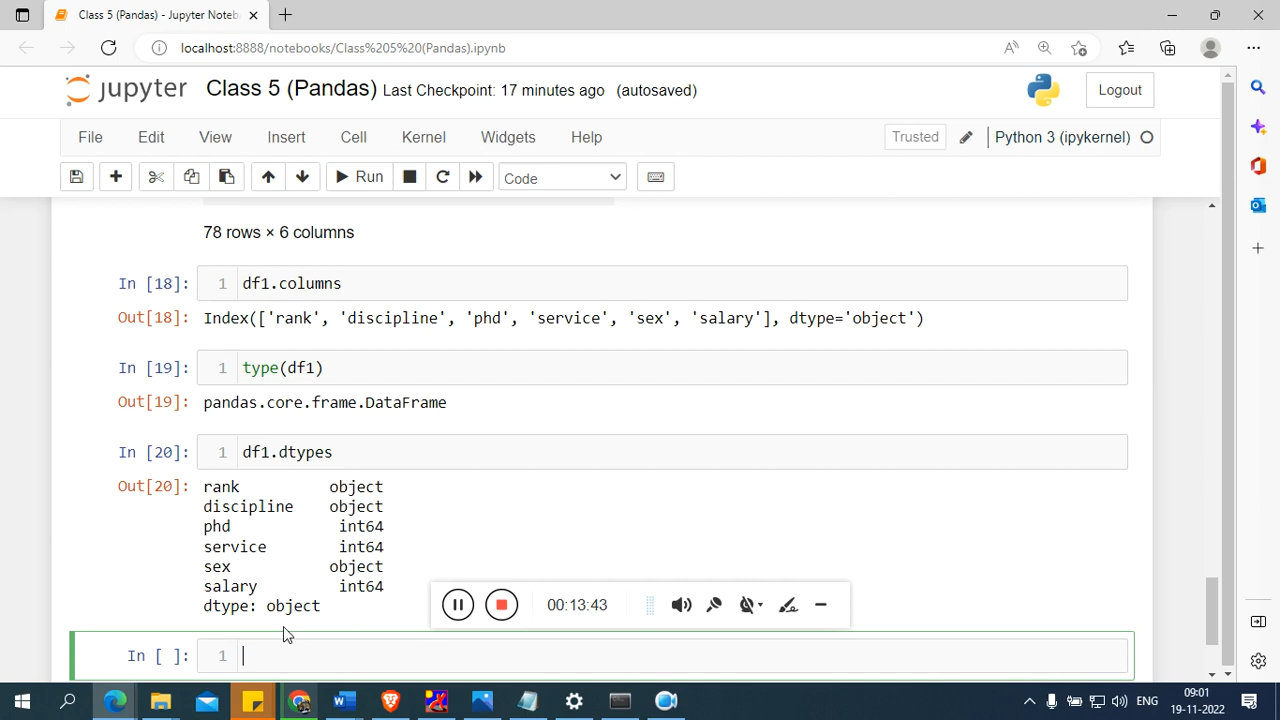 Class 5 (Pandas) - Jupyter Noteb
localhost:8888/notebooks/Class%205%20(Pandas).ipynb
jupyter Class 5 (Pandas) Last Checkpoint: 17 minutes ago (autosaved)
Logout
File Edit View Insert Cell Kernel Widgets Help
Trusted Python 3 (ipykernel)
Run Code
78 rows × 6 columns
In [18]: 1 df1.columns
Out[18]: Index(['rank', 'discipline', 'phd', 'service', 'sex', 'salary'], dtype='object')
In [19]: 1 type(df1)
Out[19]: pandas.core.frame.DataFrame
In [20]: 1 df1.dtypes
Out[20]: rank object
discipline object
phd int64
service int64
sex object
salary int64
dtype: object
00:13:43
In [ ]: 1
ENG
09:01
19-11-2022